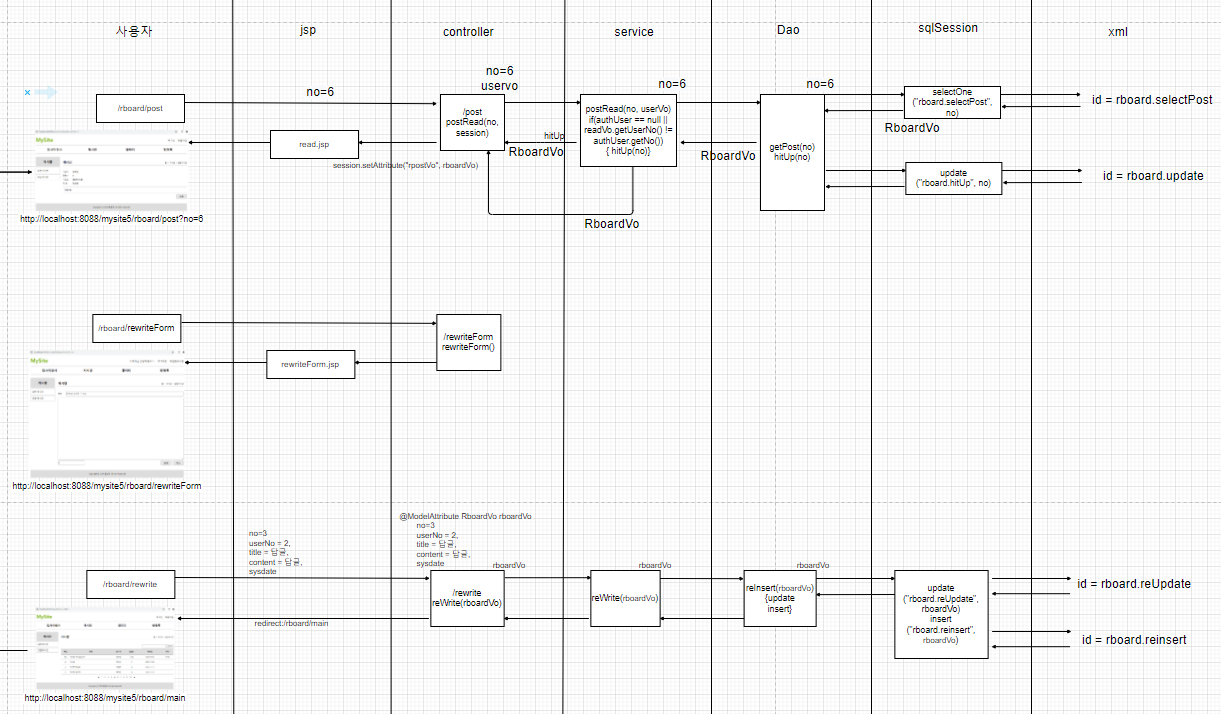 사용자
jsp
controller
service
Dao
sqlSession
xml
/rboard/post
no=6
no=6
uservo
/post
postRead(no,
session)
postRead(no, userVo)
if(authUser == null ||
readVo.getUserNo() !=
authUser.getNo())
{ hitUp(no)}
no=6
no=6
getPost(no)
hitUp(no)
selectOne
("rboard.selectPost",
no)
id = rboard.selectPost
RboardVo
read.jsp
hitUp
RboardVo
RboardVo
session.setAttribute("rpostVo", rboardVo)
update
("rboard.hitUp", no)
id = rboard.update
RboardVo
MySite
http://localhost:8088/mysite5/rboard/post?no=6
/rboard/rewriteForm
/rewriteForm
rewriteForm()
rewriteForm.jsp
MySite
http://localhost:8088/mysite5/rboard/rewriteForm
no=3
userNo = 2,
title = 답글,
content = 답글,
sysdate
@ModelAttribute RboardVo rboardVo
no=3
userNo = 2,
title = 답글,
content = 답글,
sysdate
rboardVo
rboardVo
rboardVo
/rboard/rewrite
/rewrite
reWrite(rboardVo)
reWrite(rboardVo)
reInsert(rboardVo)
{update
insert}
update
("rboard.reUpdate",
rboardVo)
insert
("rboard.reinsert",
rboardVo)
id = rboard.reUpdate
id = rboard.reinsert
redirect:/rboard/main
MySite
http://localhost:8088/mysite5/rboard/main